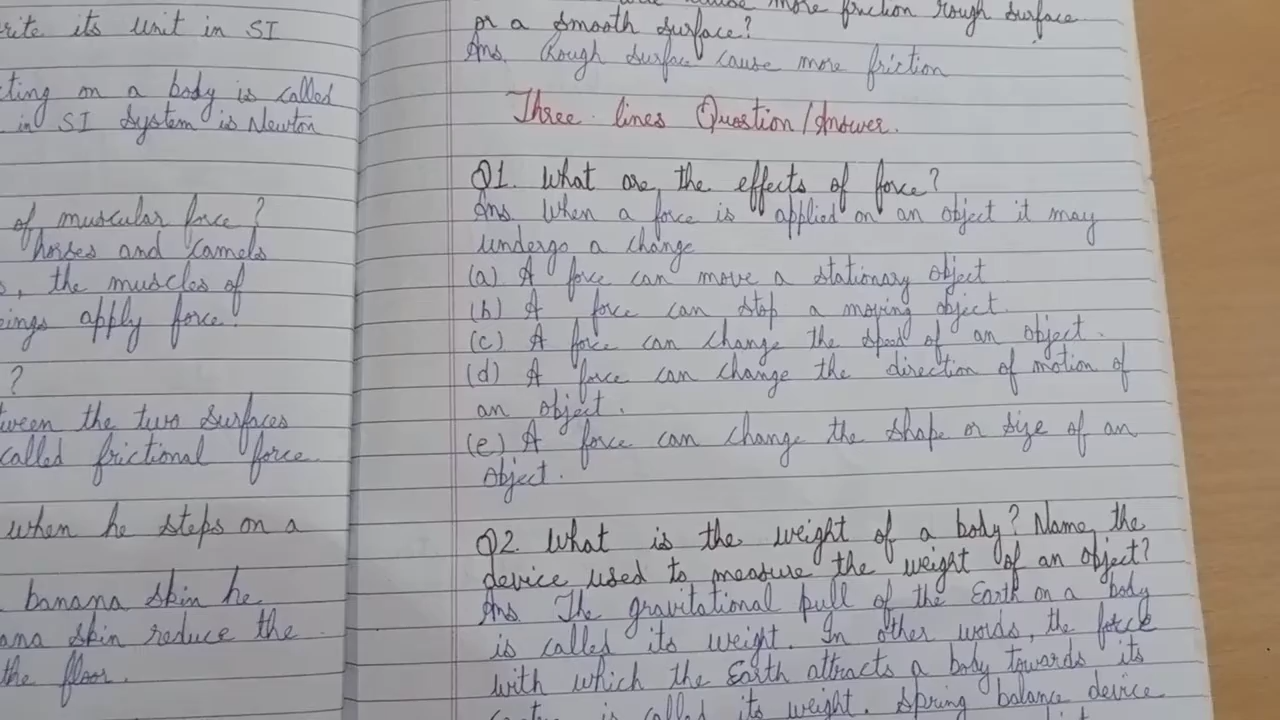 rite its unit in SI
cting on a body is called
in SI System is Newton
of muscular force?
horses and camels
s, the muscles of
eings apply force.
?
tween the two surfaces
called frictional force.
when he steps on a
banana skin he
ana skin reduce the
the floor.
cause more friction rough surface
or a smooth surface?
Ans. Rough surface cause more friction
Three lines Question/Answer.
Q1. What are the effects of force?
Ans. When a force is applied on an object it may
undergo a change
(a) A force can move a stationary object
(b) A force can stop a moving object.
(c) A force can change the speed of an object.
(d) A force can change the direction of motion of
an object.
(e) A force can change the shape or size of an
object.
Q2. What is the weight of a body? Name the
device used to measure the weight of an object?
Ans. The gravitational pull of the Earth on a body
is called its weight. In other words, the force
with which the Earth attracts a body towards its
is called its weight. Spring balance device